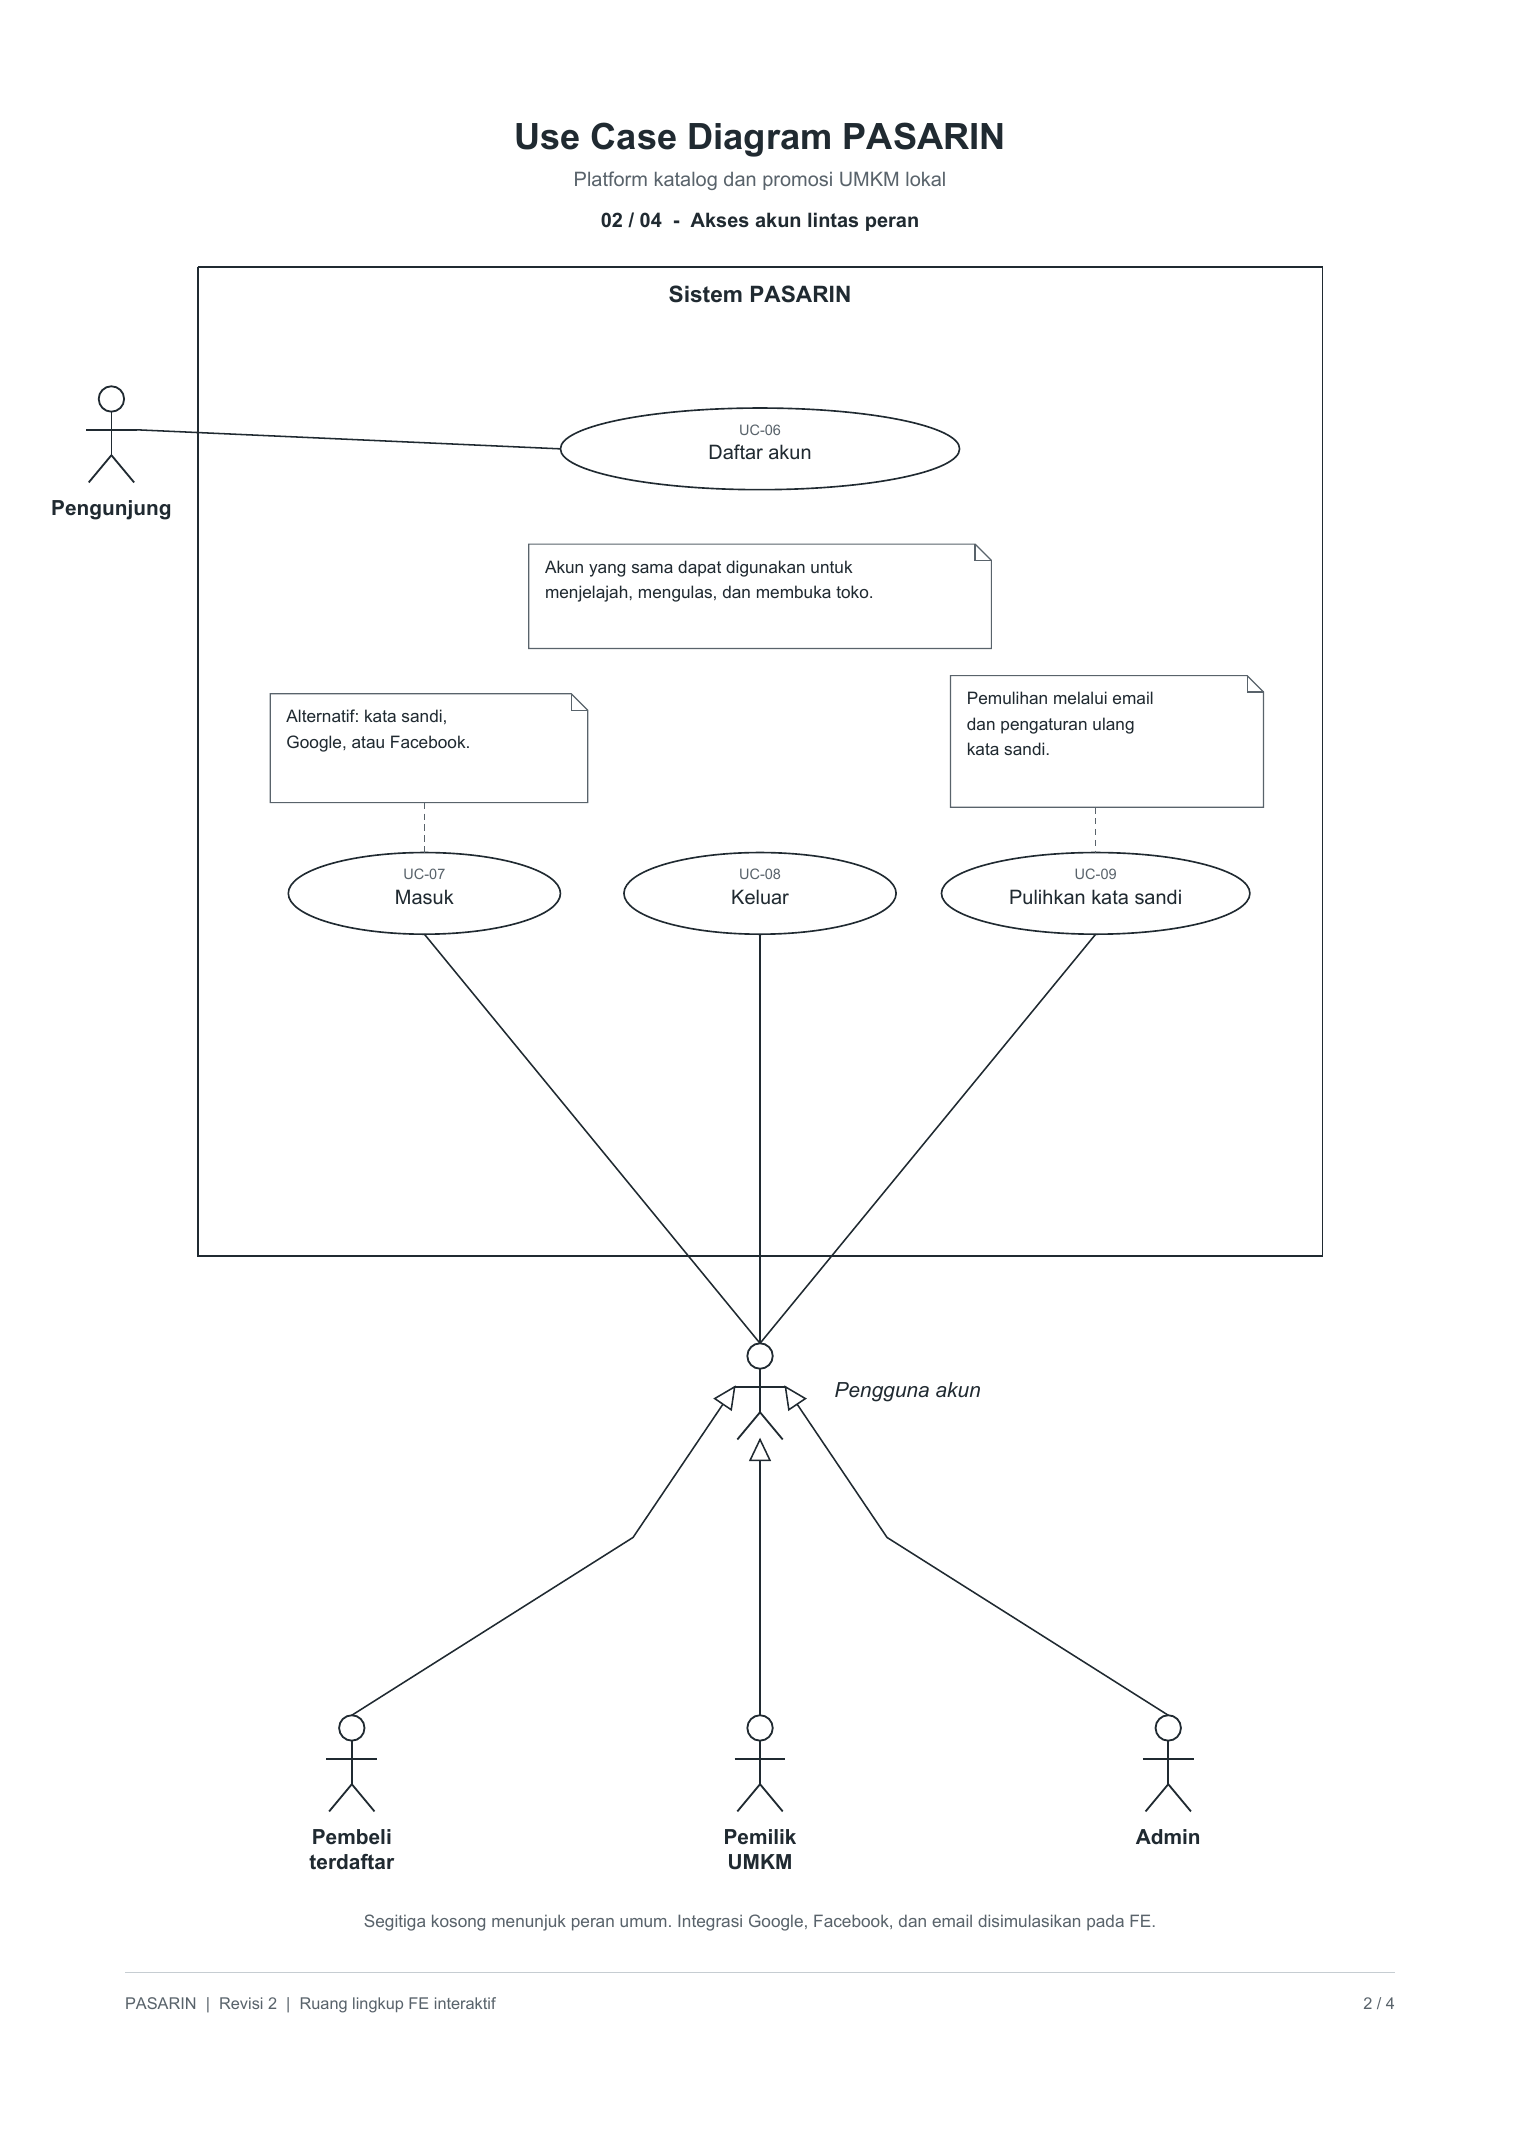 Use Case Diagram PASARIN
Platform katalog dan promosi UMKM lokal
02 / 04 - Akses akun lintas peran
Sistem PASARIN
Pengunjung
UC-06
Daftar akun
Akun yang sama dapat digunakan untuk
menjelajah, mengulas, dan membuka toko.
Alternatif: kata sandi,
Google, atau Facebook.
Pemulihan melalui email
dan pengaturan ulang
kata sandi.
UC-07
Masuk
UC-08
Keluar
UC-09
Pulihkan kata sandi
Pengguna akun
Pembeli
terdaftar
Pemilik
UMKM
Admin
Segitiga kosong menunjuk peran umum. Integrasi Google, Facebook, dan email disimulasikan pada FE.
PASARIN | Revisi 2 | Ruang lingkup FE interaktif
2 / 4